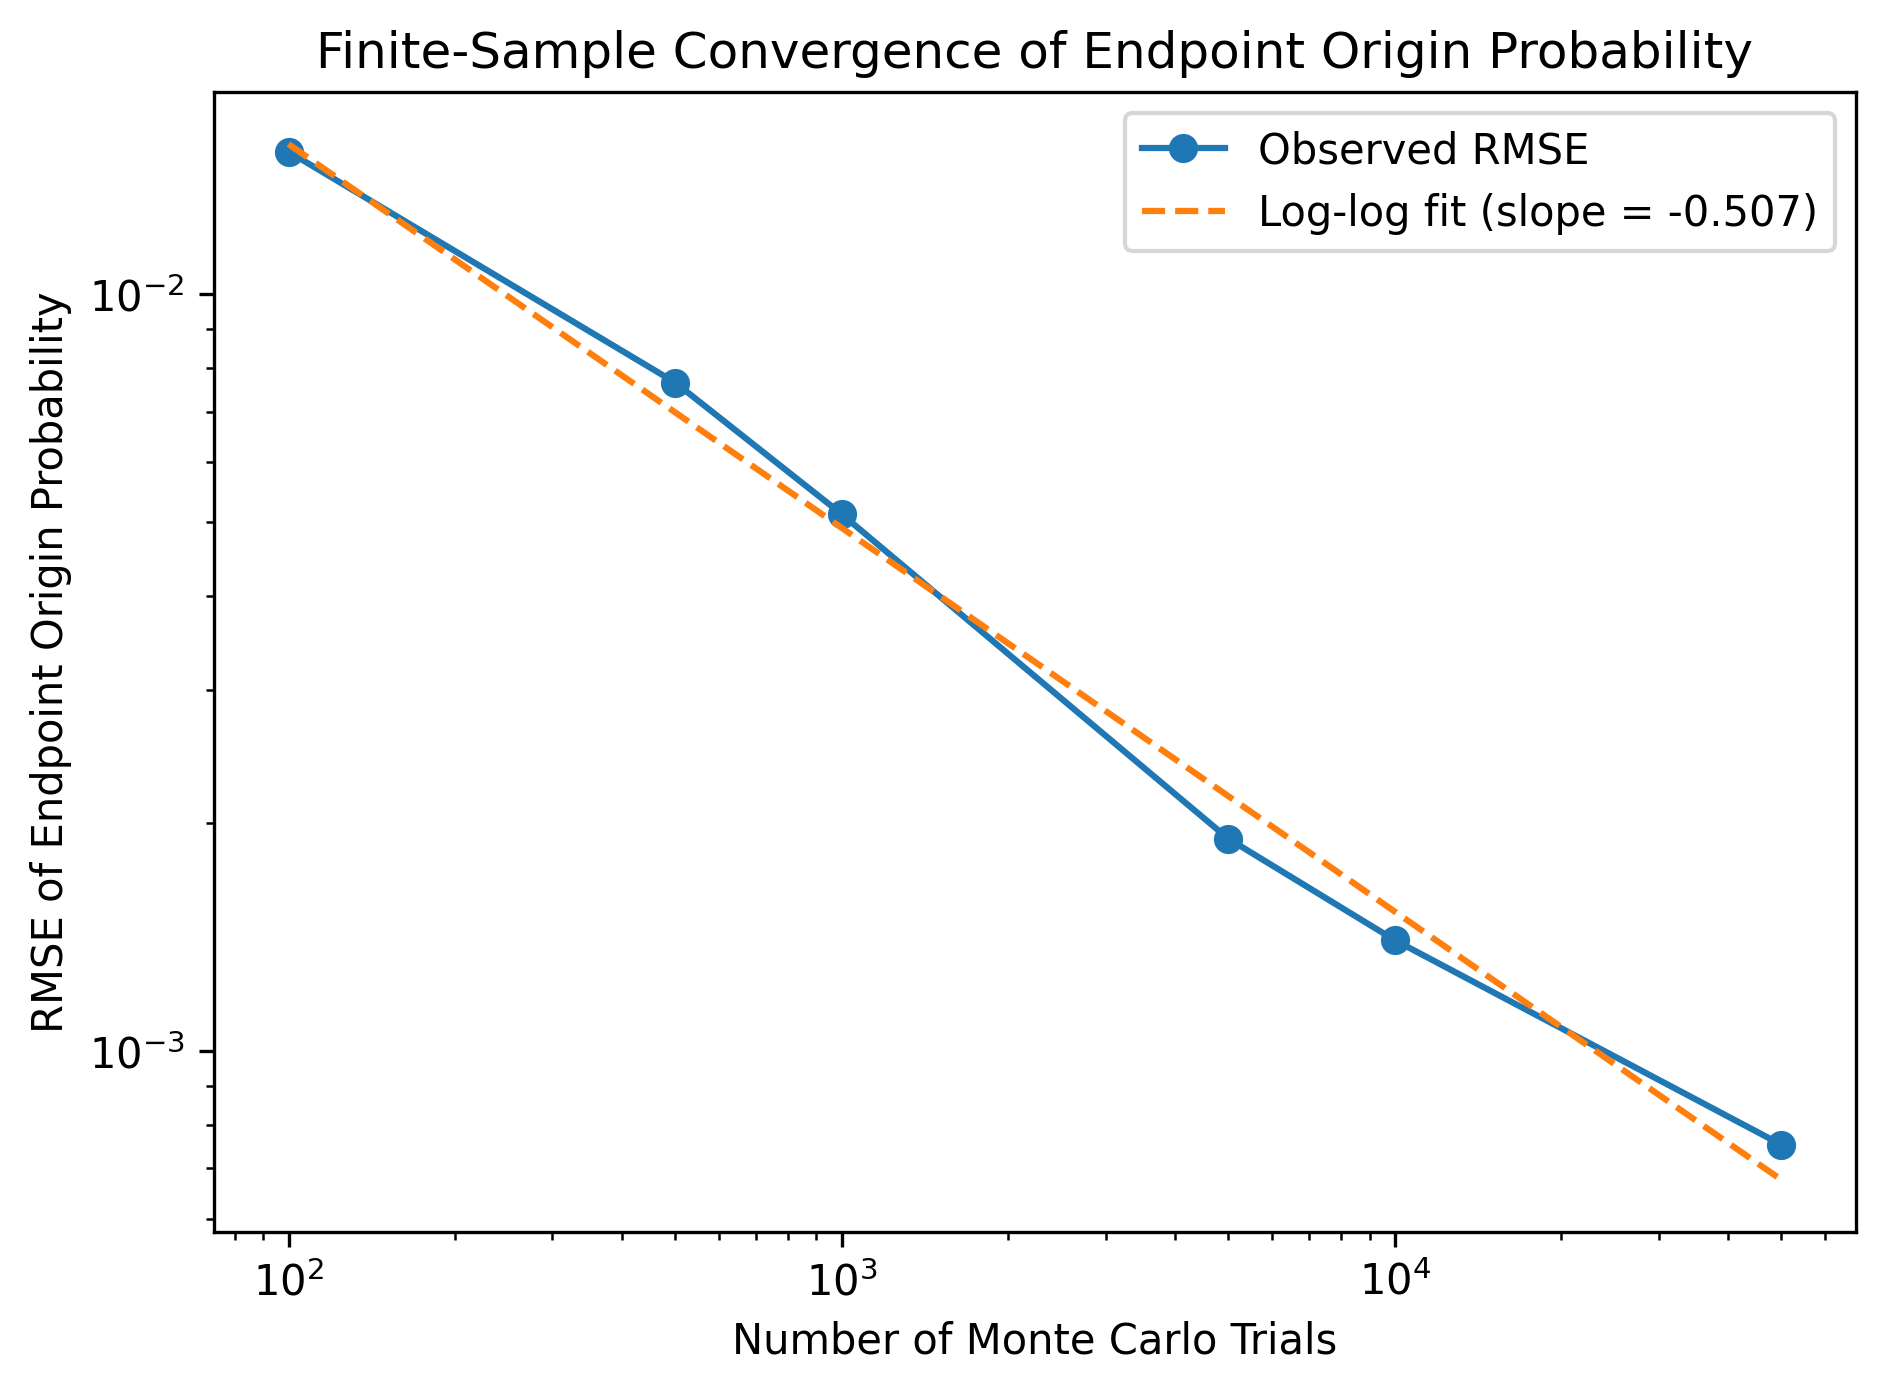 Finite-Sample Convergence of Endpoint Origin Probability
Observed RMSE
Log-log fit (slope = -0.507)
RMSE of Endpoint Origin Probability
10⁻²
10⁻³
10²
10³
10⁴
Number of Monte Carlo Trials